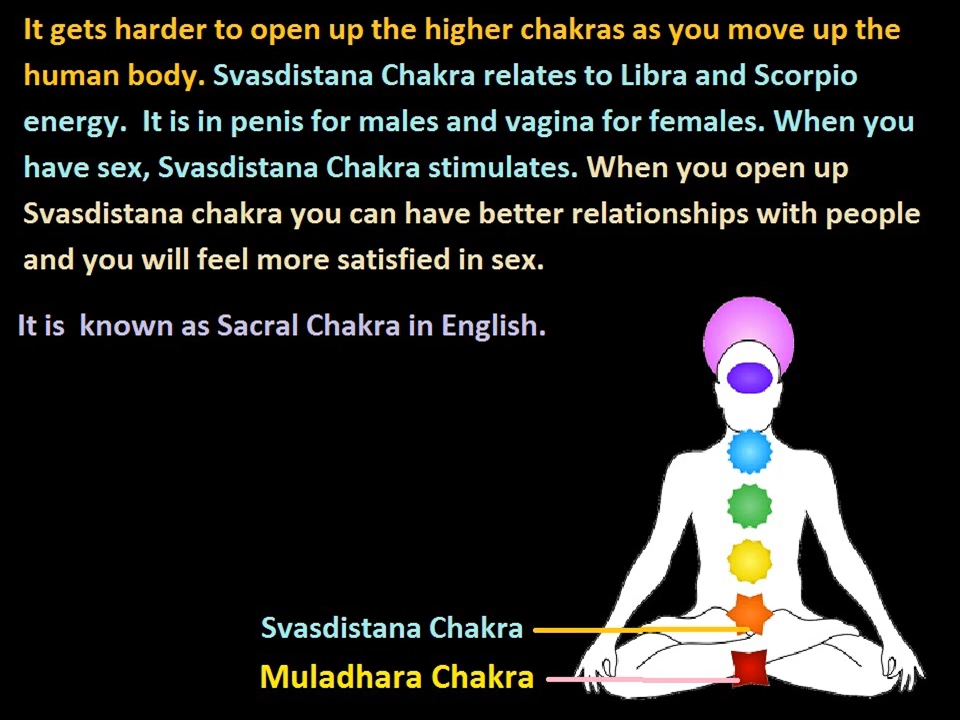 It gets harder to open up the higher chakras as you move up the
human body. Svasdistana Chakra relates to Libra and Scorpio
energy.  It is in penis for males and vagina for females. When you
have sex, Svasdistana Chakra stimulates. When you open up
Svasdistana chakra you can have better relationships with people
and you will feel more satisfied in sex.
It is  known as Sacral Chakra in English.
Svasdistana Chakra
Muladhara Chakra